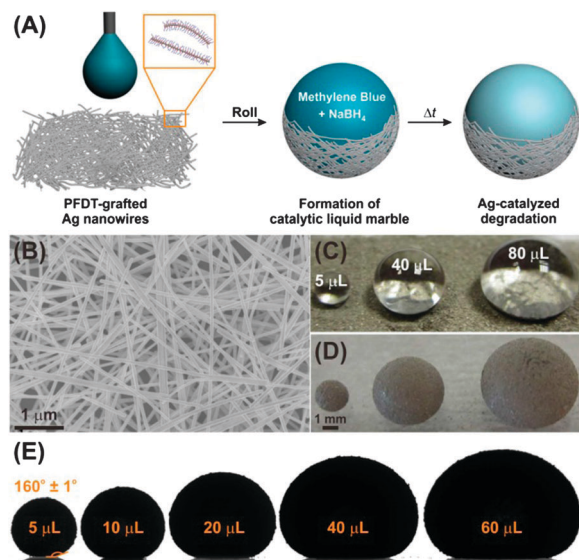 (A)
Roll
Methylene Blue
+ NaBH₄
Δt
PFDT-grafted
Ag nanowires
Formation of
catalytic liquid marble
Ag-catalyzed
degradation
(B)
1 μm
(C)
5 μL
40 μL
80 μL
(D)
1 mm
(E)
160° ± 1°
5 μL
10 μL
20 μL
40 μL
60 μL